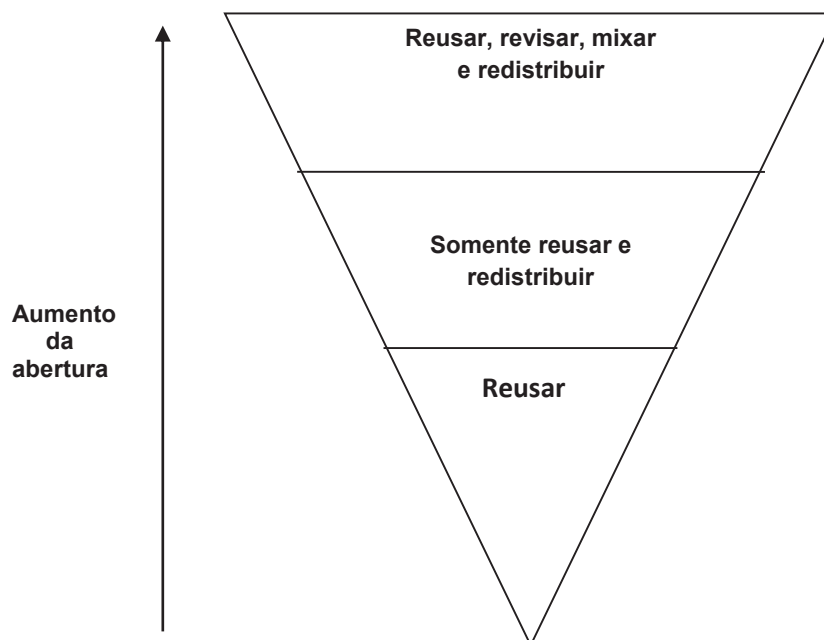 Reusar, revisar, mixar
e redistribuir
Somente reusar e
redistribuir
Aumento
da
abertura
Reusar